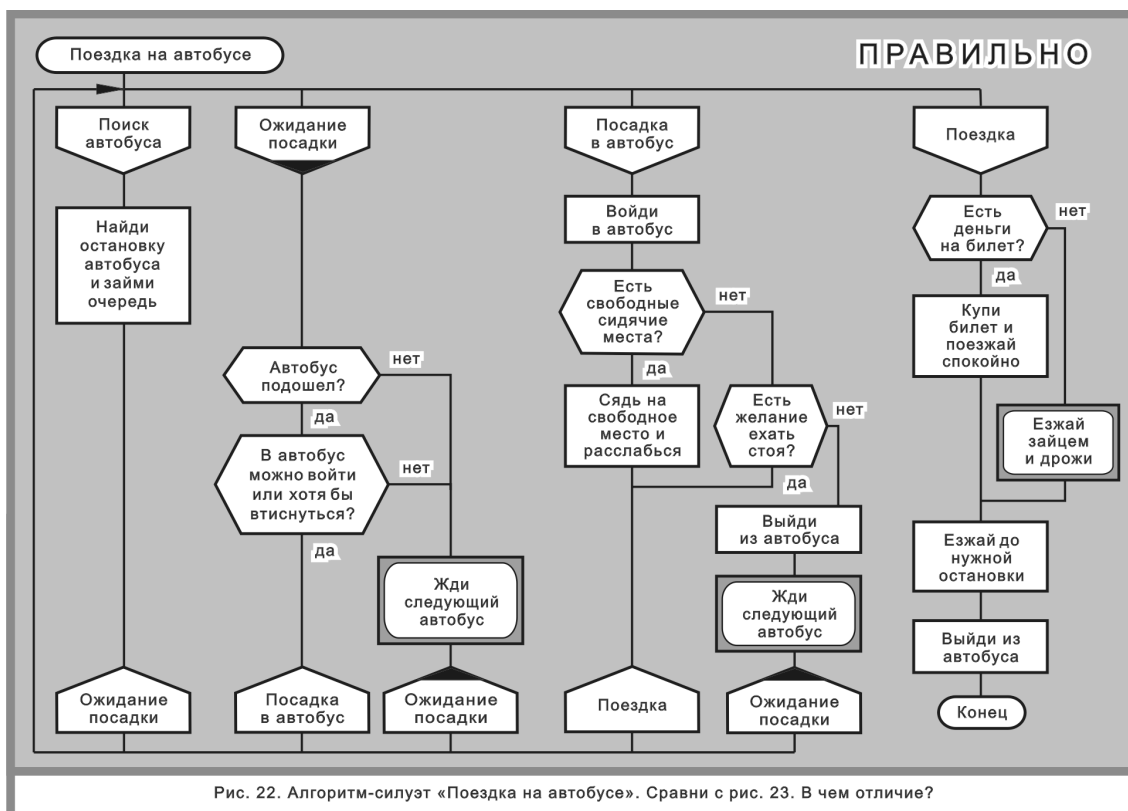 Поездка на автобусе
ПРАВИЛЬНО
Поиск
автобуса
Найди
остановку
автобуса
и займи
очередь
Ожидание
посадки
Ожидание
посадки
Автобус
подошел?
нет
да
В автобус
можно войти
или хотя бы
втиснуться?
нет
да
Жди
следующий
автобус
Посадка
в автобус
Ожидание
посадки
Посадка
в автобус
Войди
в автобус
Есть
свободные
сидячие
места?
нет
да
Сядь на
свободное
место и
расслабься
Есть
желание
ехать
стоя?
нет
да
Выйди
из автобуса
Жди
следующий
автобус
Поездка
Ожидание
посадки
Поездка
Есть
деньги
на билет?
нет
да
Купи
билет и
поезжай
спокойно
Езжай
зайцем
и дрожи
Езжай до
нужной
остановки
Выйди из
автобуса
Конец
Рис. 22. Алгоритм-силуэт «Поездка на автобусе». Сравни с рис. 23. В чем отличие?